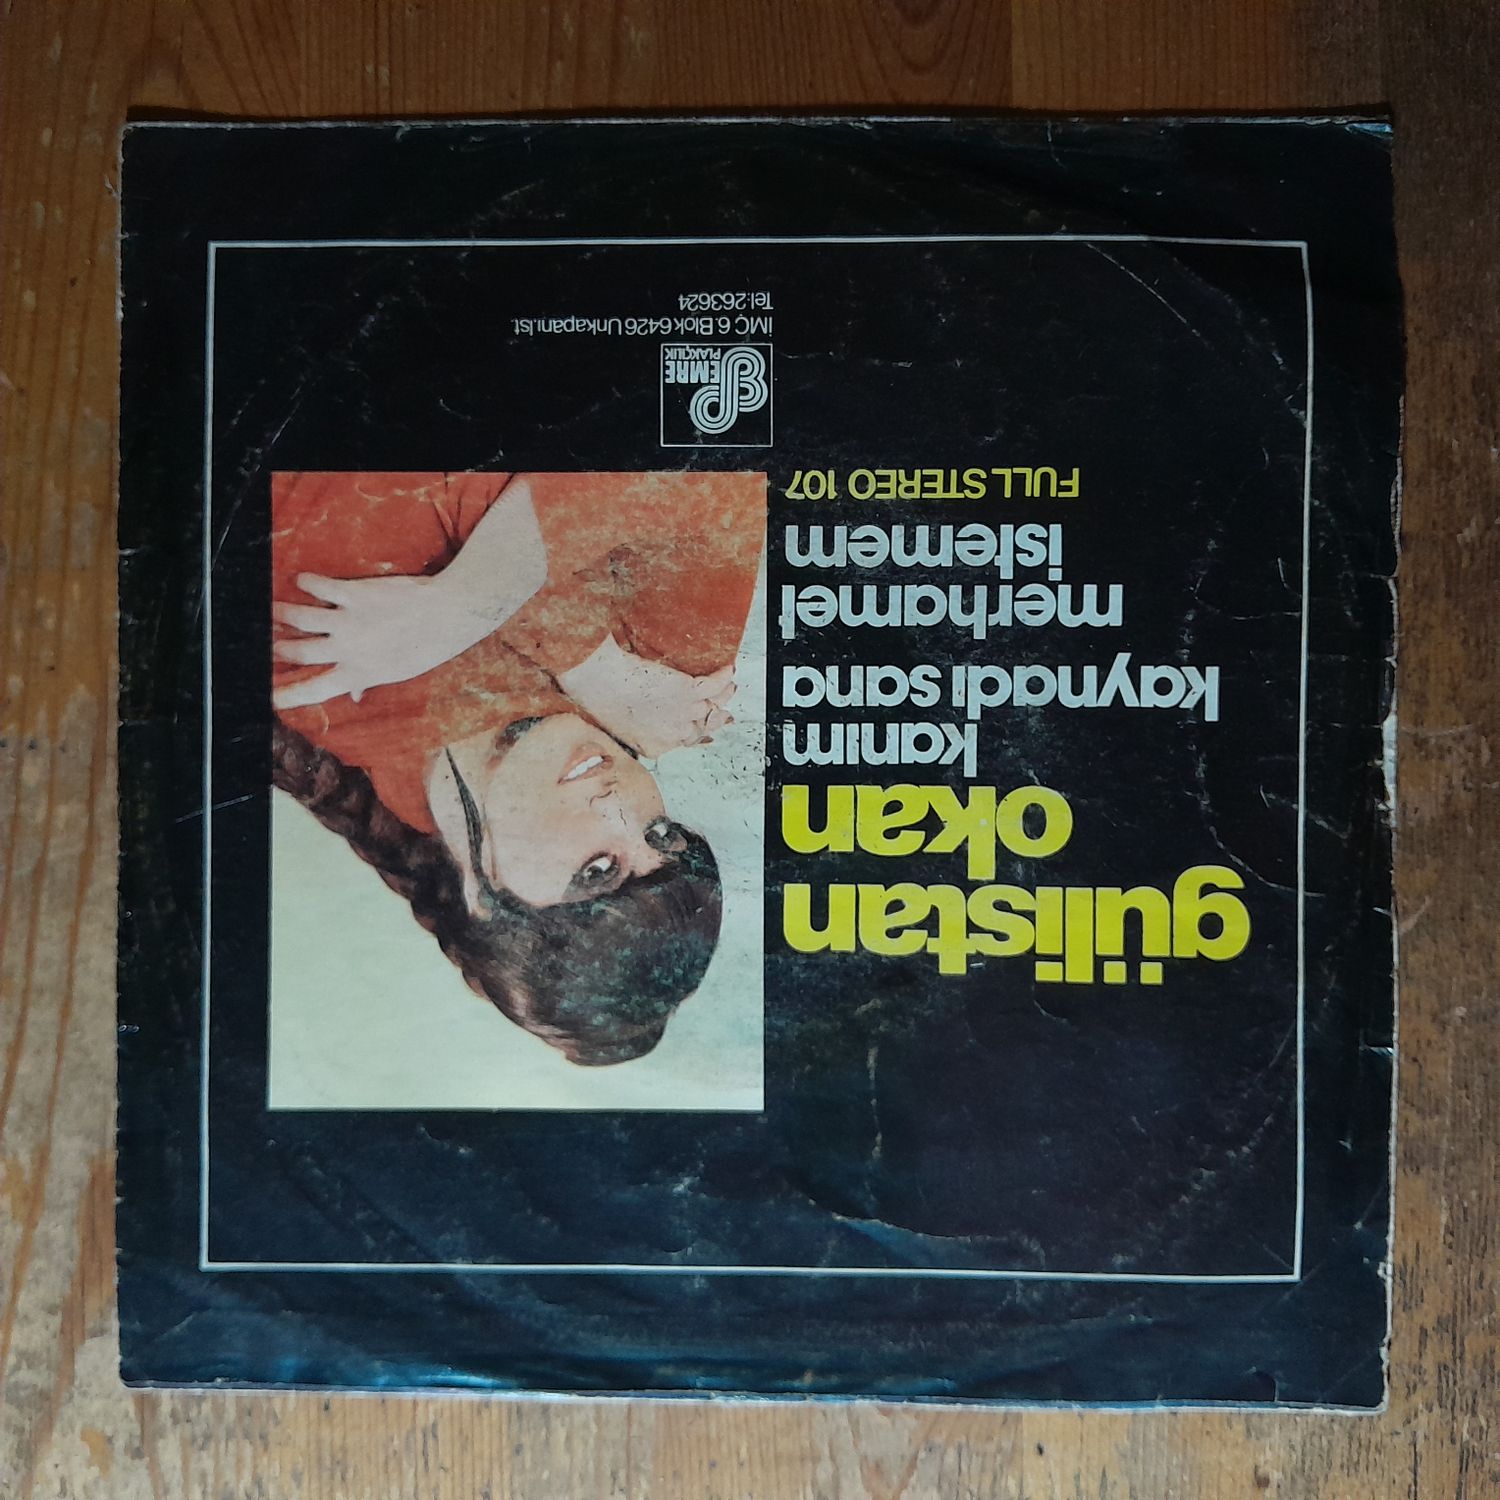 gülistan
okan
kanım
kaynadı sana
merhamet
istemem
FULL STEREO 107
EMRE
PLAKÇILIK
İMÇ 6. Blok 6426 Unkapanı.İst.
Tel: 263624